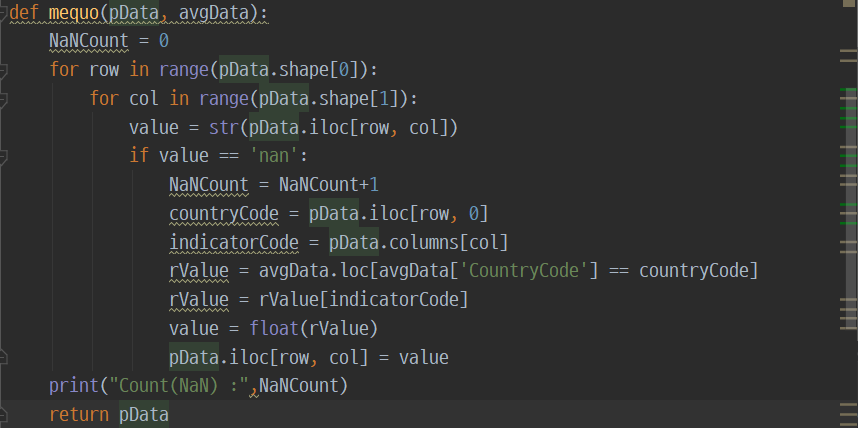 def mequo(pData, avgData):
    NaNCount = 0
    for row in range(pData.shape[0]):
        for col in range(pData.shape[1]):
            value = str(pData.iloc[row, col])
            if value == 'nan':
                NaNCount = NaNCount+1
                countryCode = pData.iloc[row, 0]
                indicatorCode = pData.columns[col]
                rValue = avgData.loc[avgData['CountryCode'] == countryCode]
                rValue = rValue[indicatorCode]
                value = float(rValue)
                pData.iloc[row, col] = value
    print("Count(NaN) :",NaNCount)
    return pData